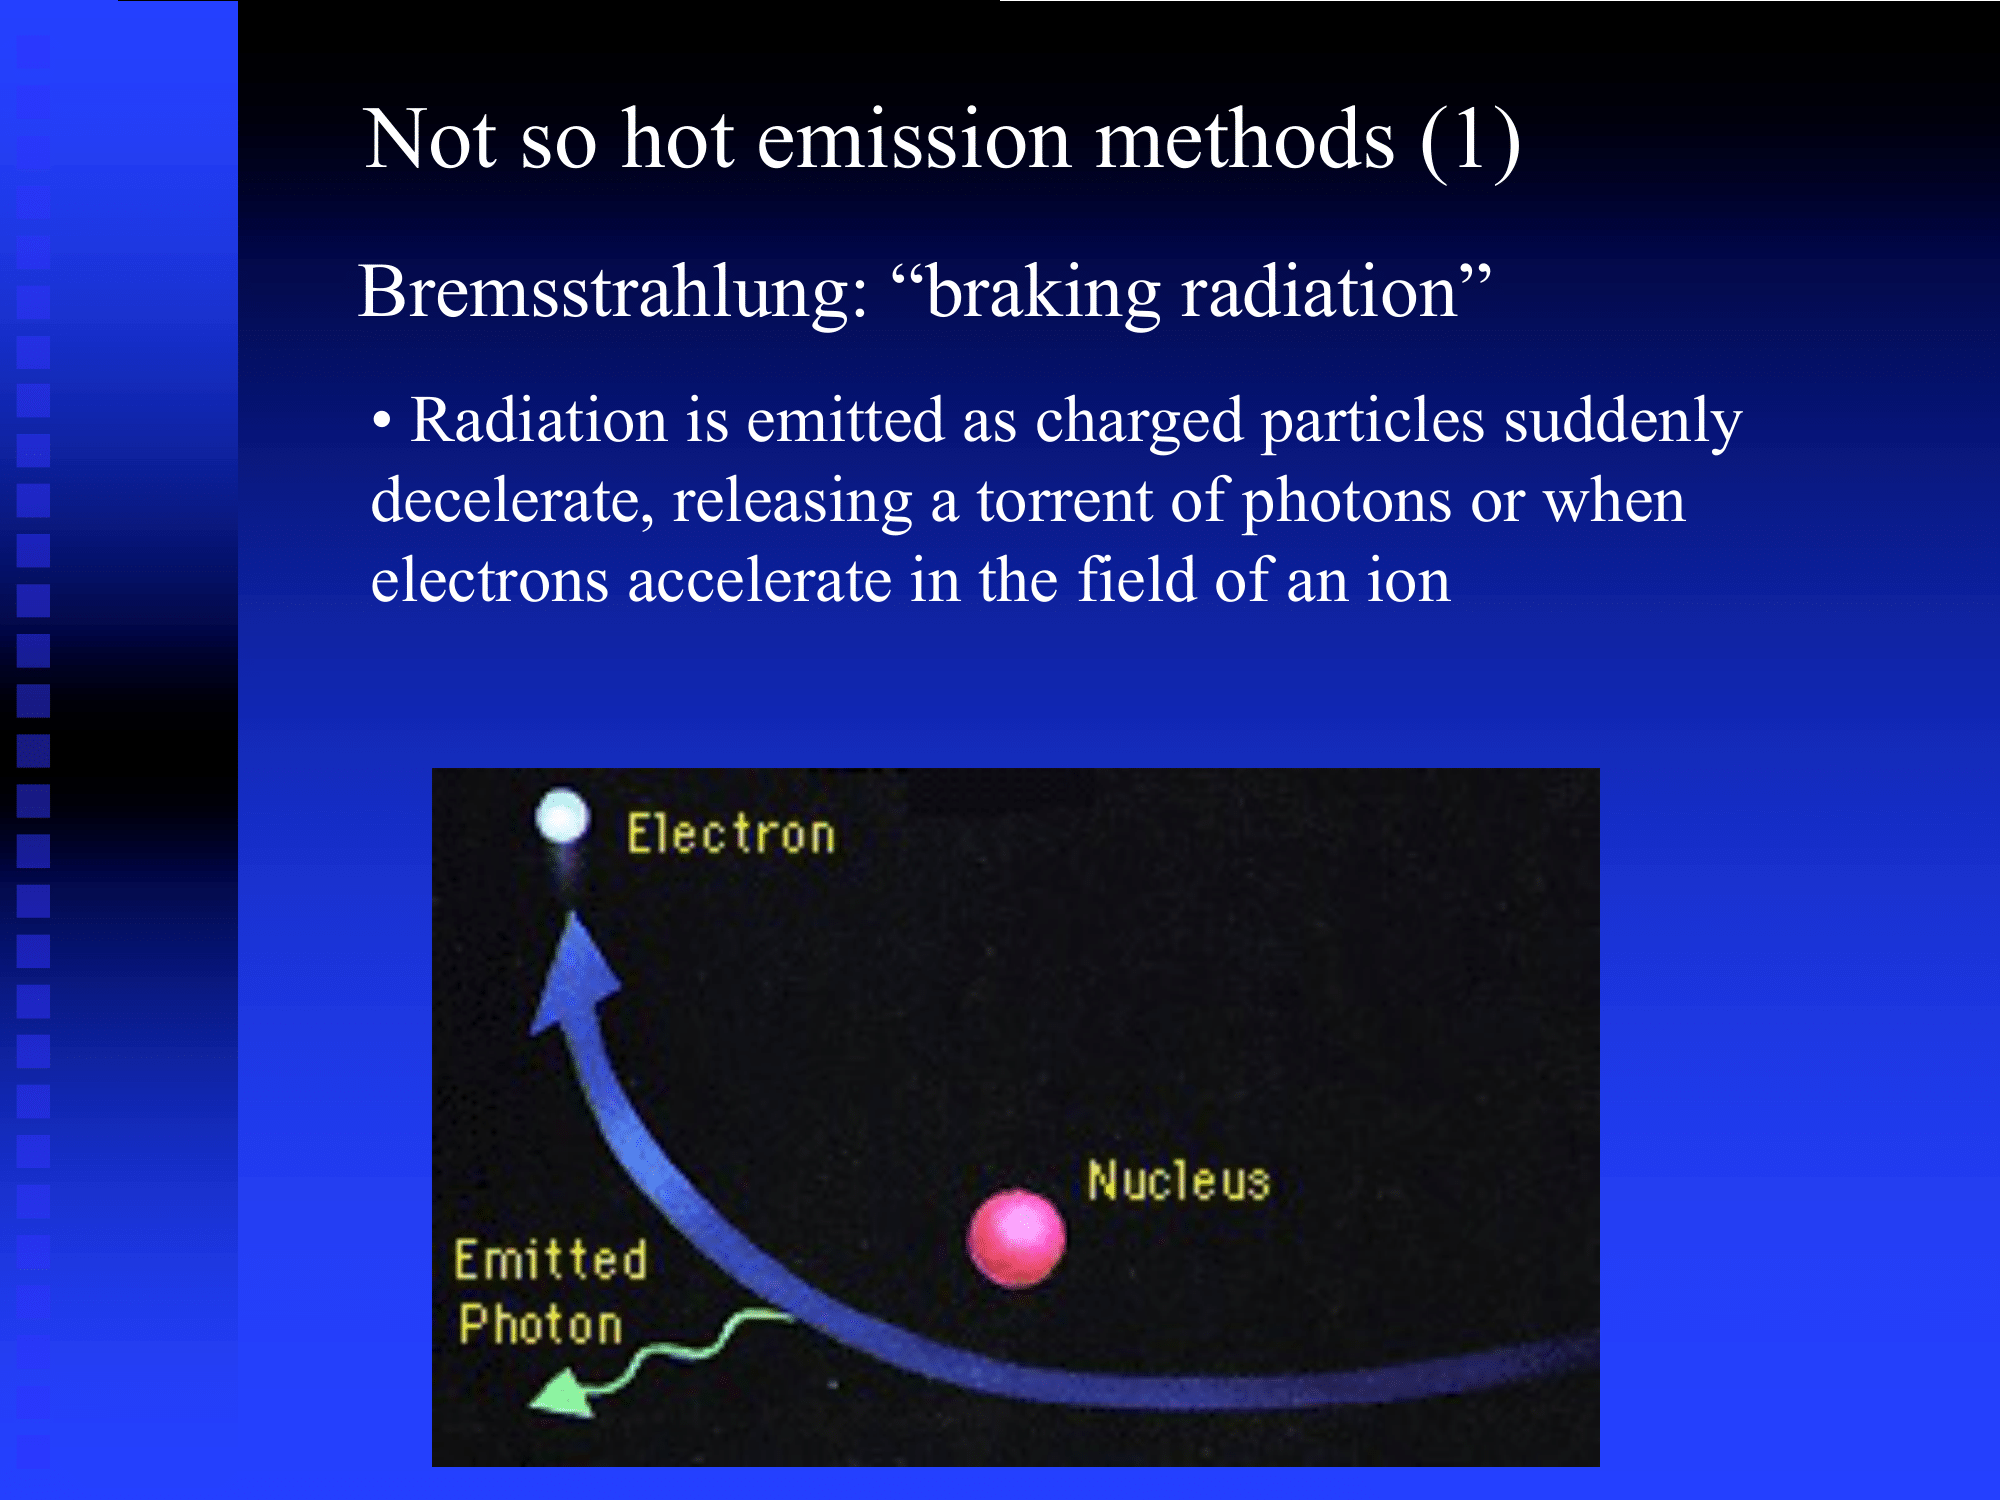 Not so hot emission methods (1)
Bremsstrahlung: “braking radiation”
• Radiation is emitted as charged particles suddenly
decelerate, releasing a torrent of photons or when
electrons accelerate in the field of an ion
Electron
Nucleus
Emitted
Photon